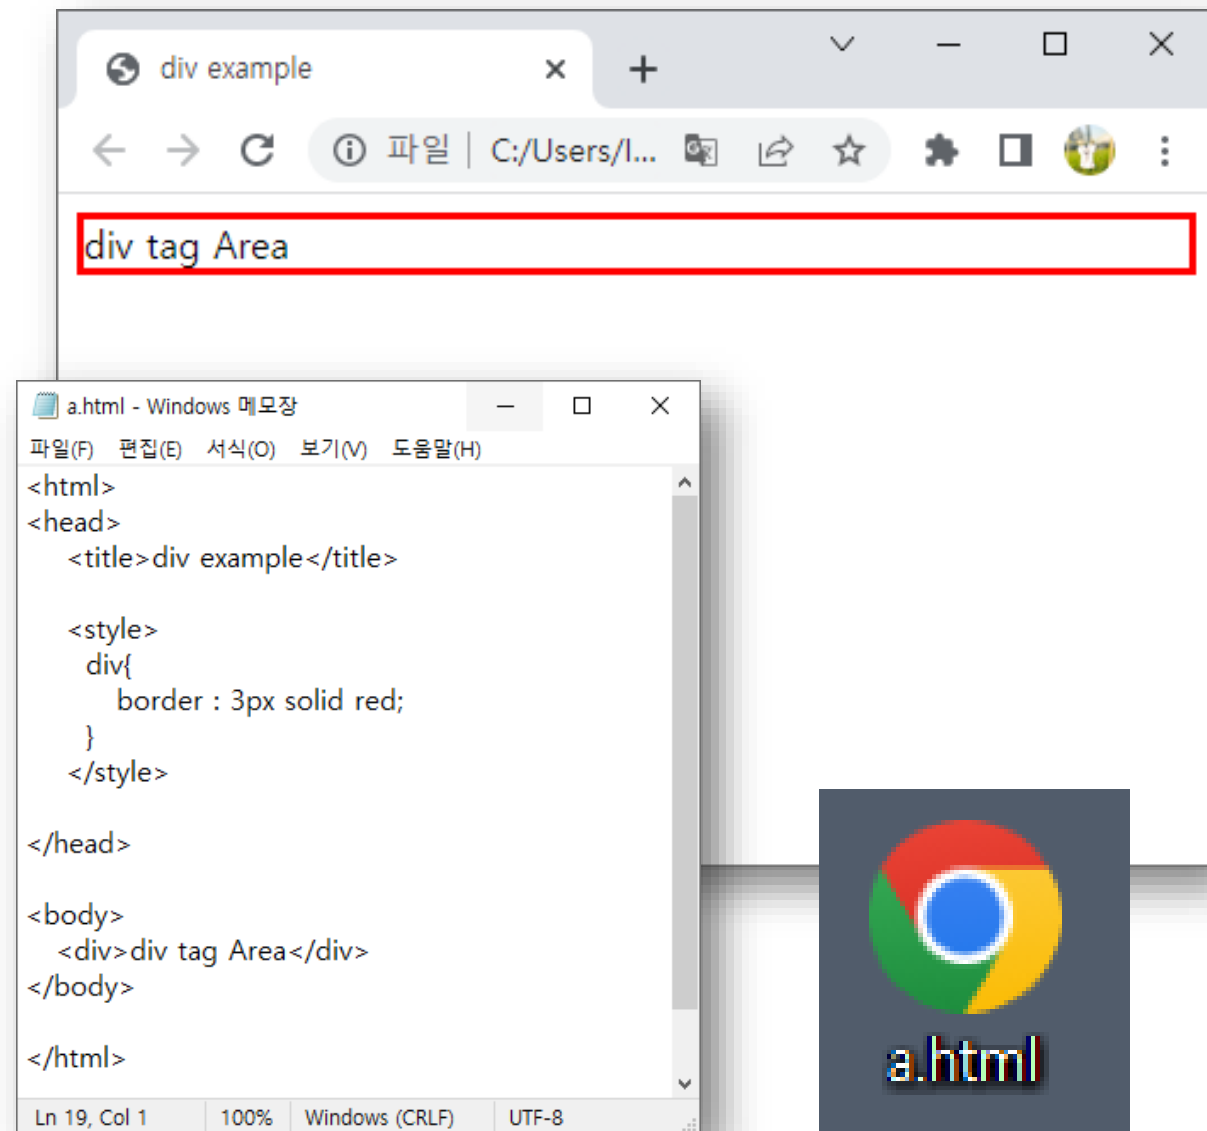 div example
파일 C:/Users/I...
div tag Area
a.html - Windows 메모장
파일(F) 편집(E) 서식(O) 보기(V) 도움말(H)
<html>
<head>
<title>div example</title>
<style>
div{
border : 3px solid red;
}
</style>
</head>
<body>
<div>div tag Area</div>
</body>
</html>
Ln 19, Col 1 100% Windows (CRLF) UTF-8
a.html